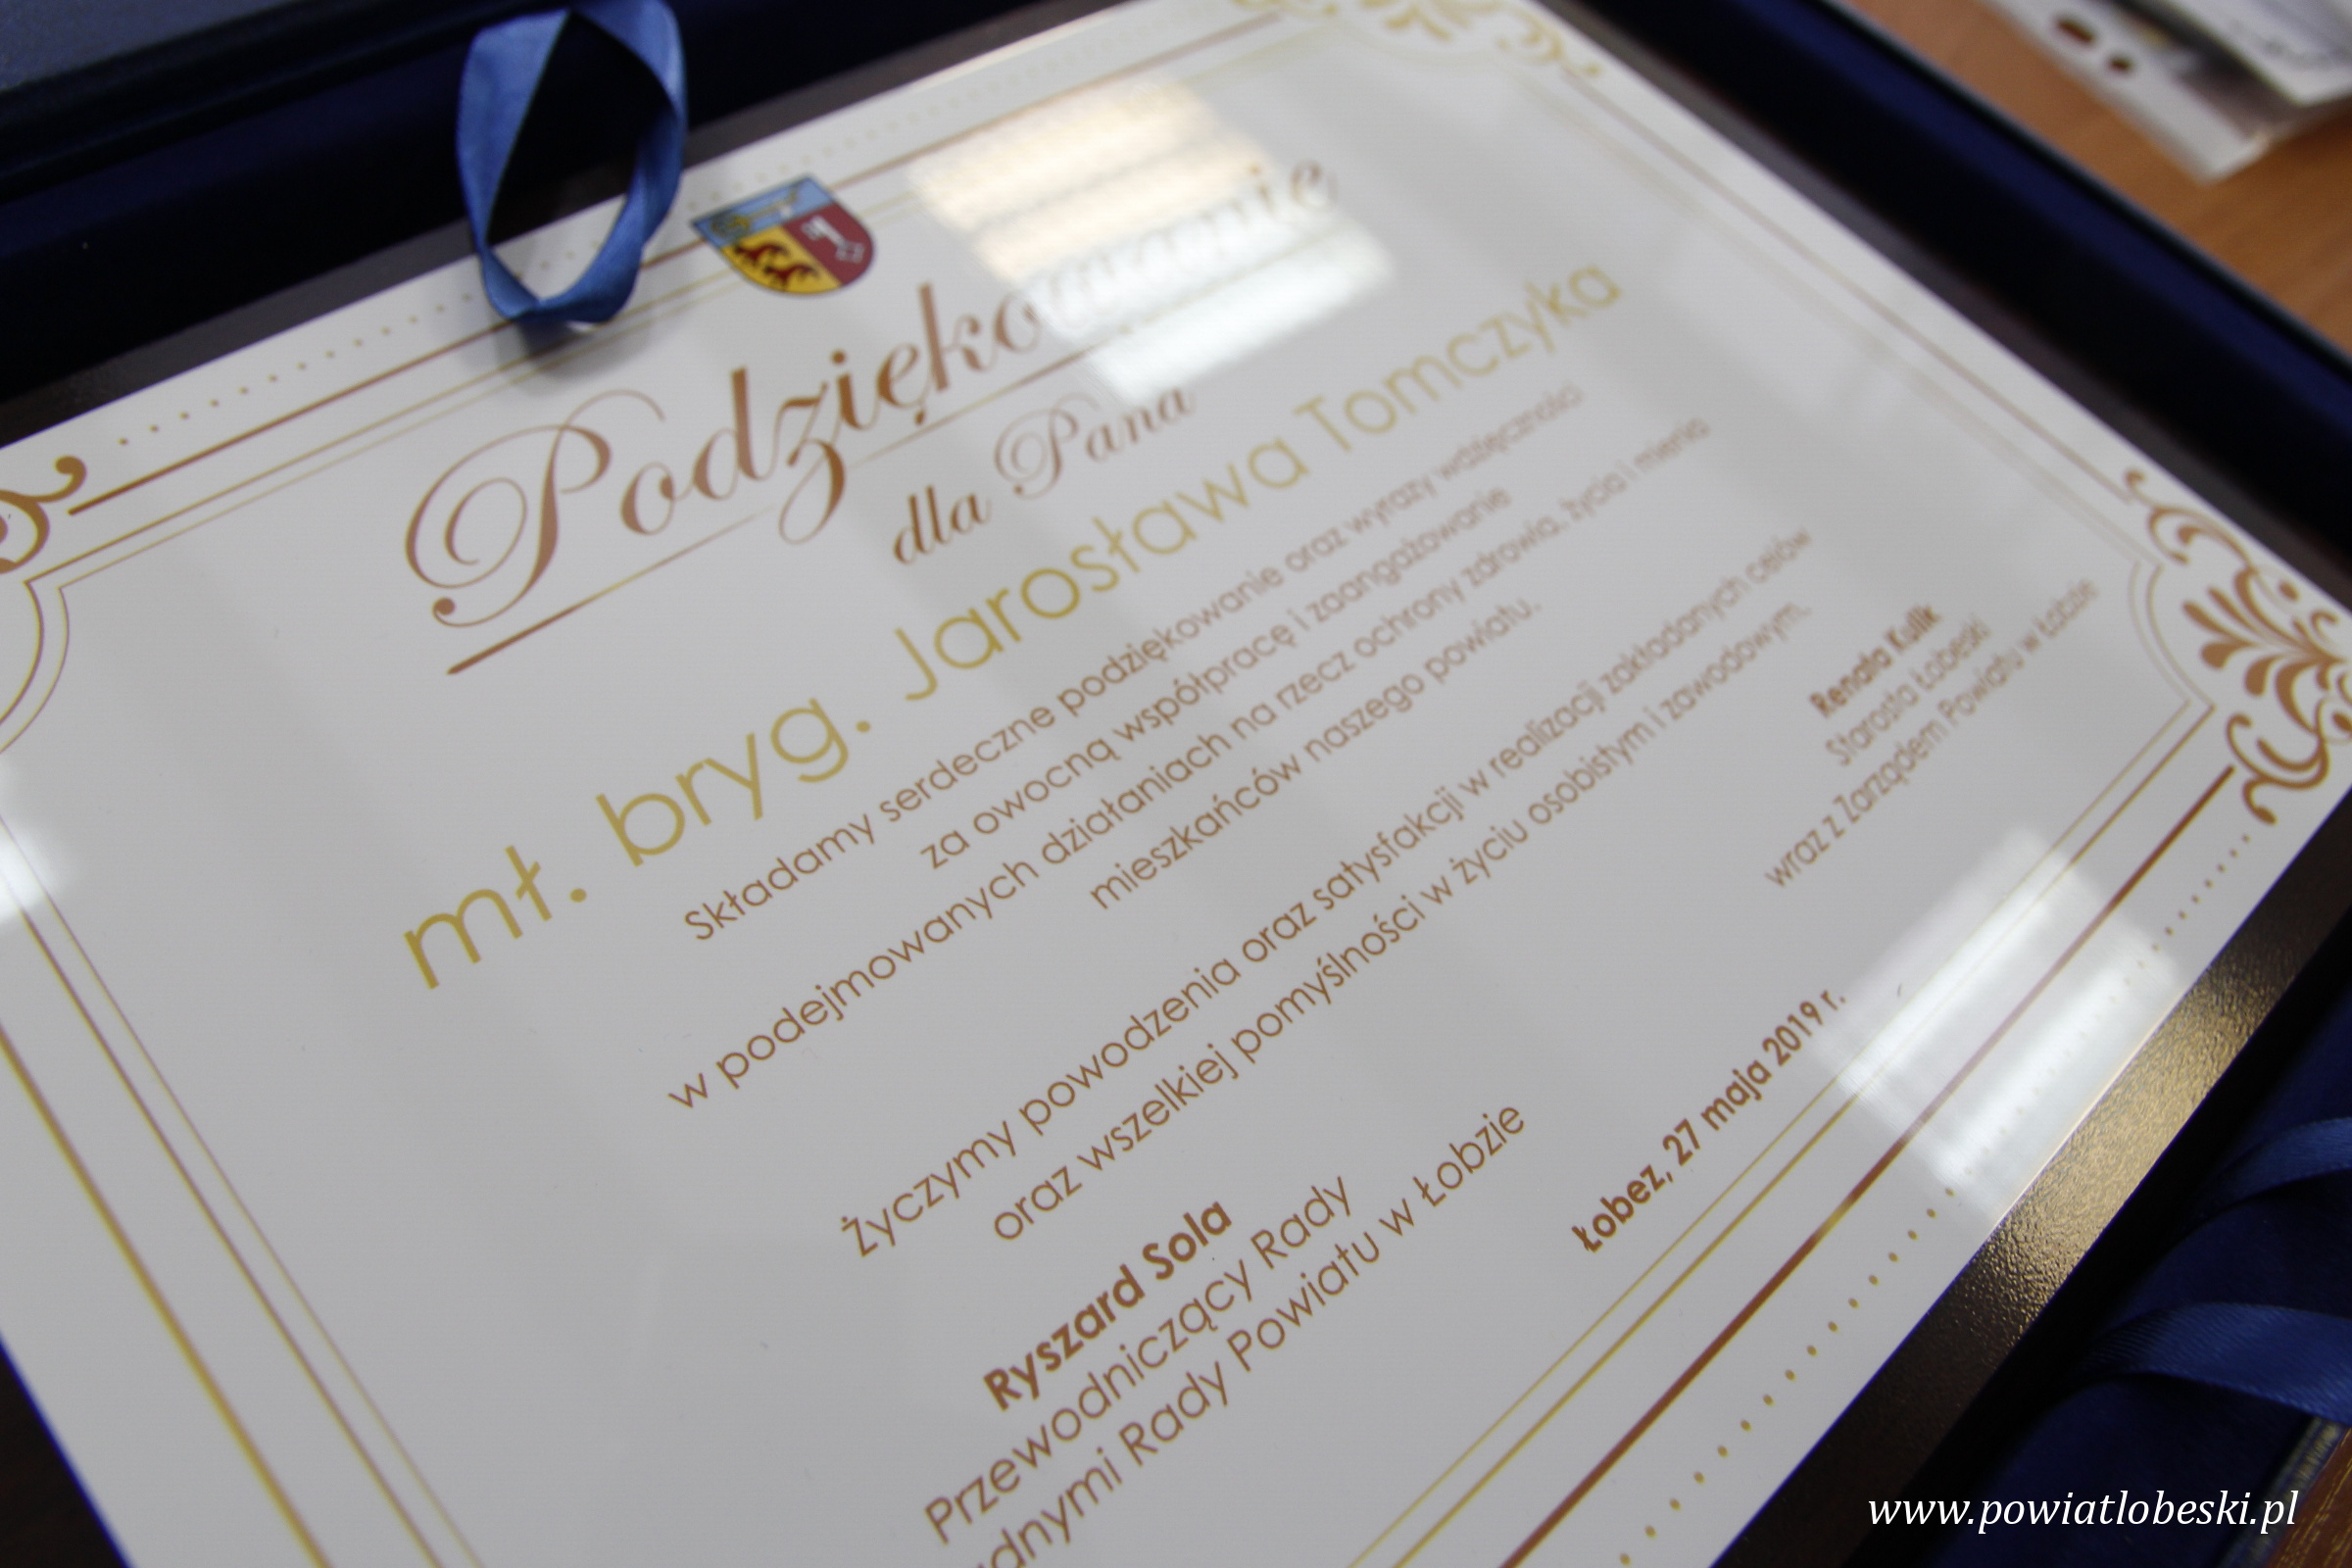 Podziękowanie
dla Pana
mł. bryg. Jarosława Tomczyka
Składamy serdeczne podziękowanie oraz wyrazy wdzięczności
za owocną współpracę i zaangażowanie
w podejmowanych działaniach na rzecz ochrony zdrowia, życia i mienia
mieszkańców naszego powiatu.
Życzymy powodzenia oraz satysfakcji w realizacji zakładanych celów
oraz wszelkiej pomyślności w życiu osobistym i zawodowym.
Ryszard Sola
Przewodniczący Rady
Rady Powiatu w Łobzie
Renata Kulik
Starosta Łobeski
wraz z Zarządem Powiatu w Łobzie
Łobez, 27 maja 2019 r.
www.powiatlobeski.pl